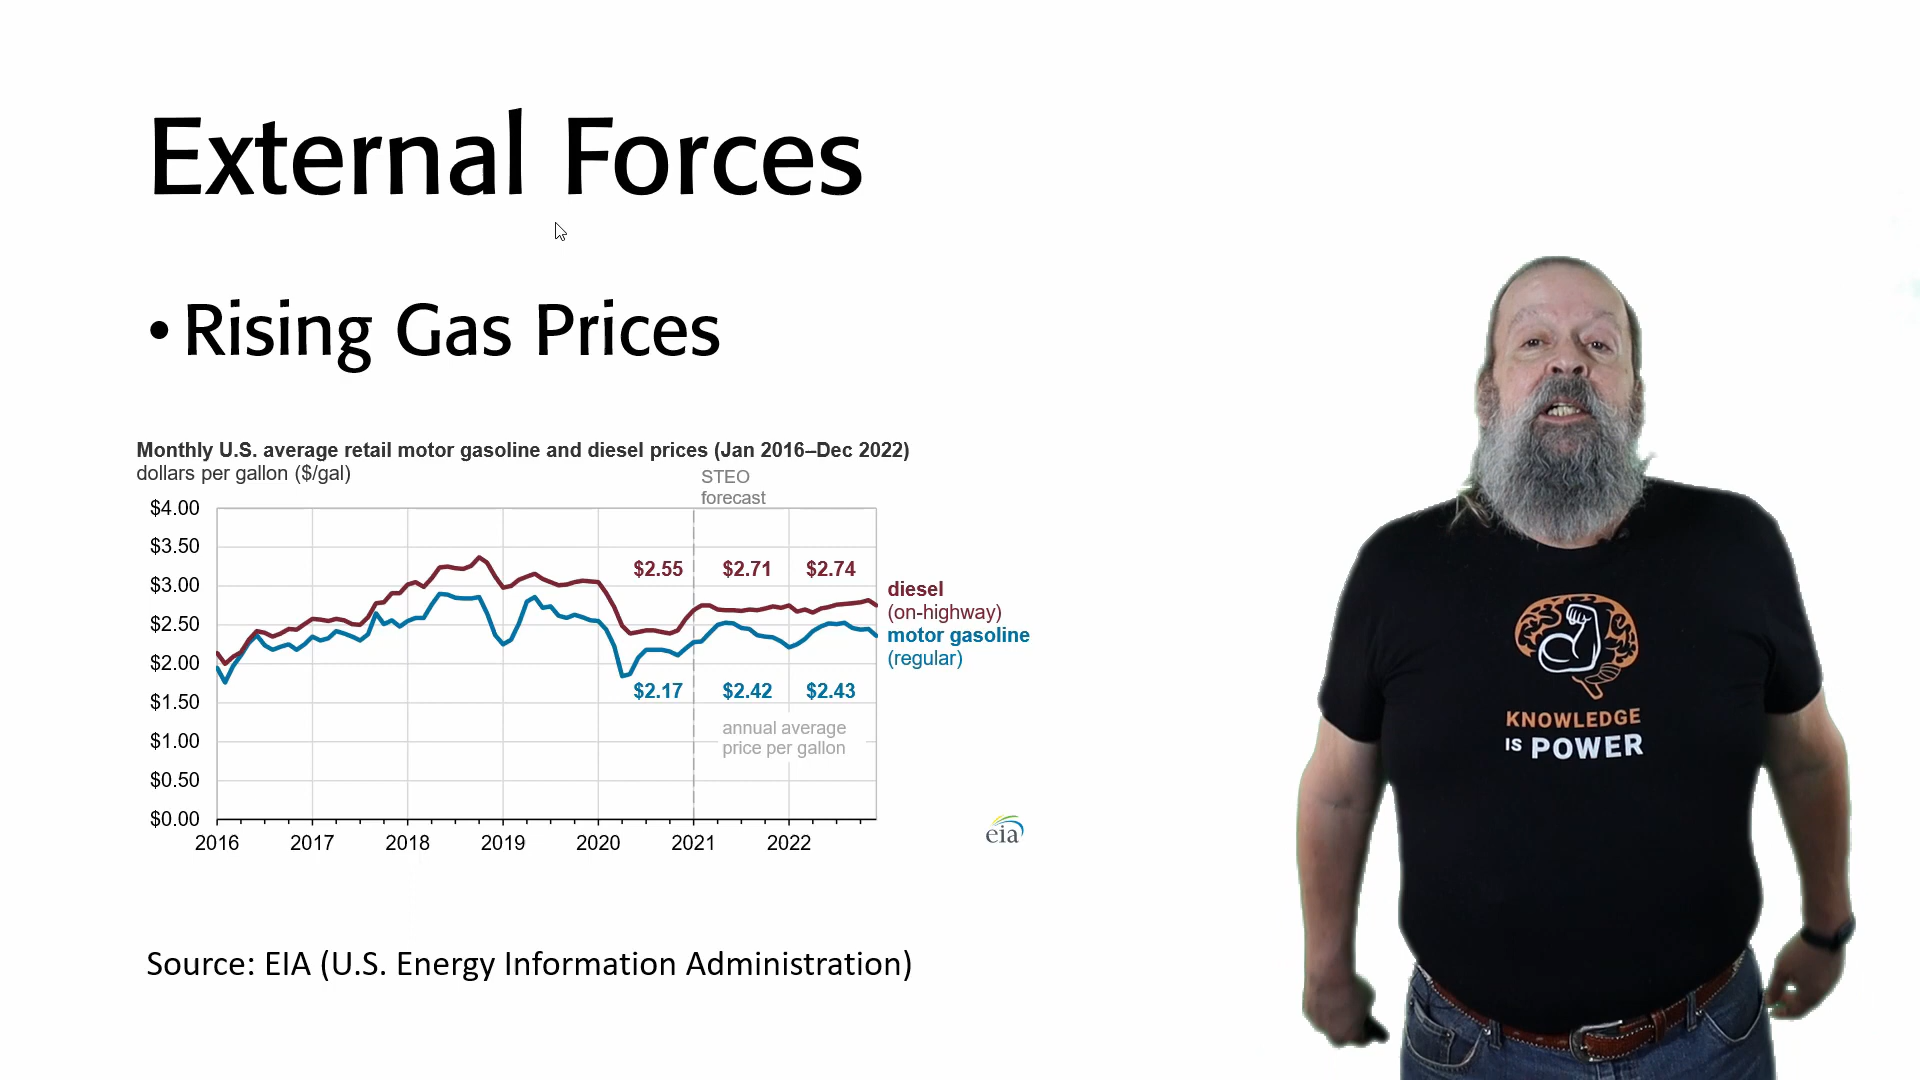 External Forces
• Rising Gas Prices
Monthly U.S. average retail motor gasoline and diesel prices (Jan 2016–Dec 2022)
dollars per gallon ($/gal)
STEO
forecast
$4.00
$3.50
$3.00
$2.50
$2.00
$1.50
$1.00
$0.50
$0.00
$2.55 $2.71 $2.74
diesel
(on-highway)
motor gasoline
(regular)
$2.17 $2.42 $2.43
annual average
price per gallon
2016 2017 2018 2019 2020 2021 2022
eia
Source: EIA (U.S. Energy Information Administration)
KNOWLEDGE
IS POWER